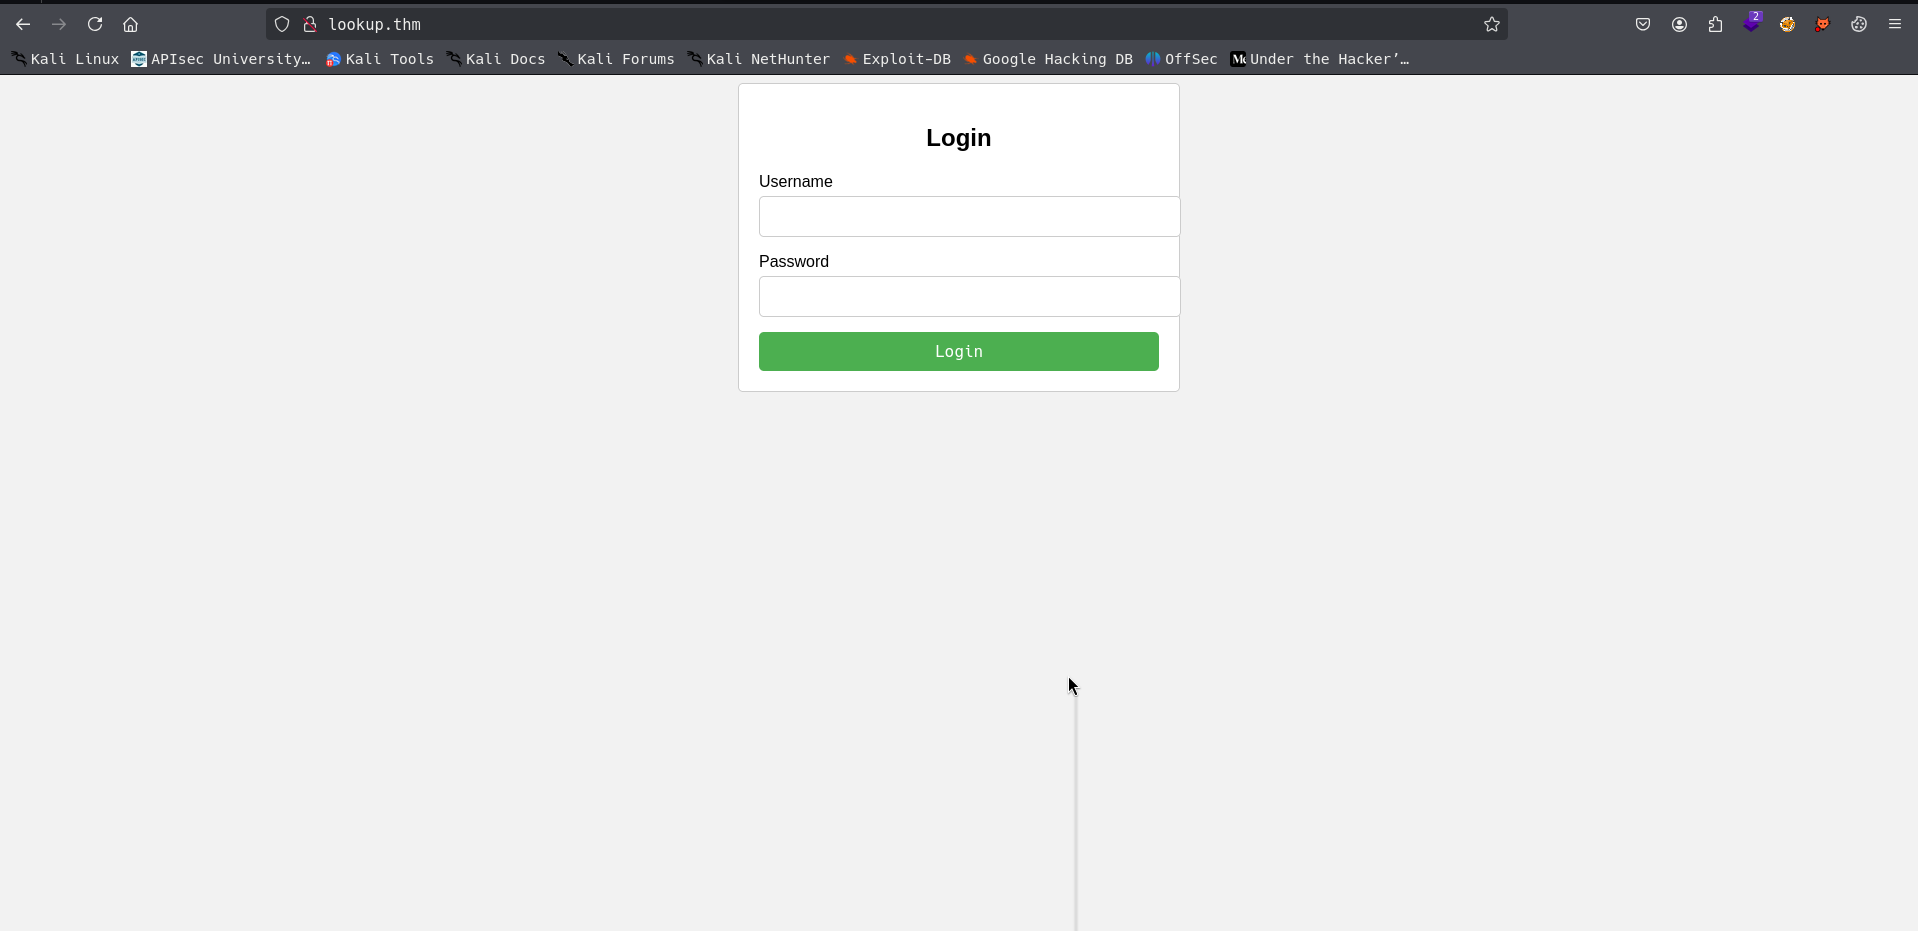 lookup.thm
2
Kali Linux APIsec University… Kali Tools Kali Docs Kali Forums Kali NetHunter Exploit-DB Google Hacking DB OffSec Under the Hacker’…
Login
Username
Password
Login